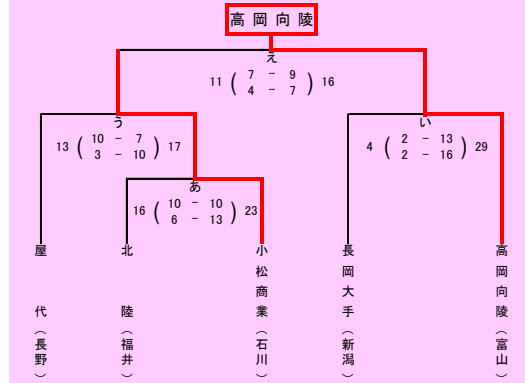 高岡向陵
え
11 ( 7 - 9 ) 16
4 - 7
う
13 ( 10 - 7 ) 17
3 - 10
い
4 ( 2 - 13 ) 29
2 - 16
あ
16 ( 10 - 10 ) 23
6 - 13
屋代(長野)
北陸(福井)
小松商業(石川)
長岡大手(新潟)
高岡向陵(富山)